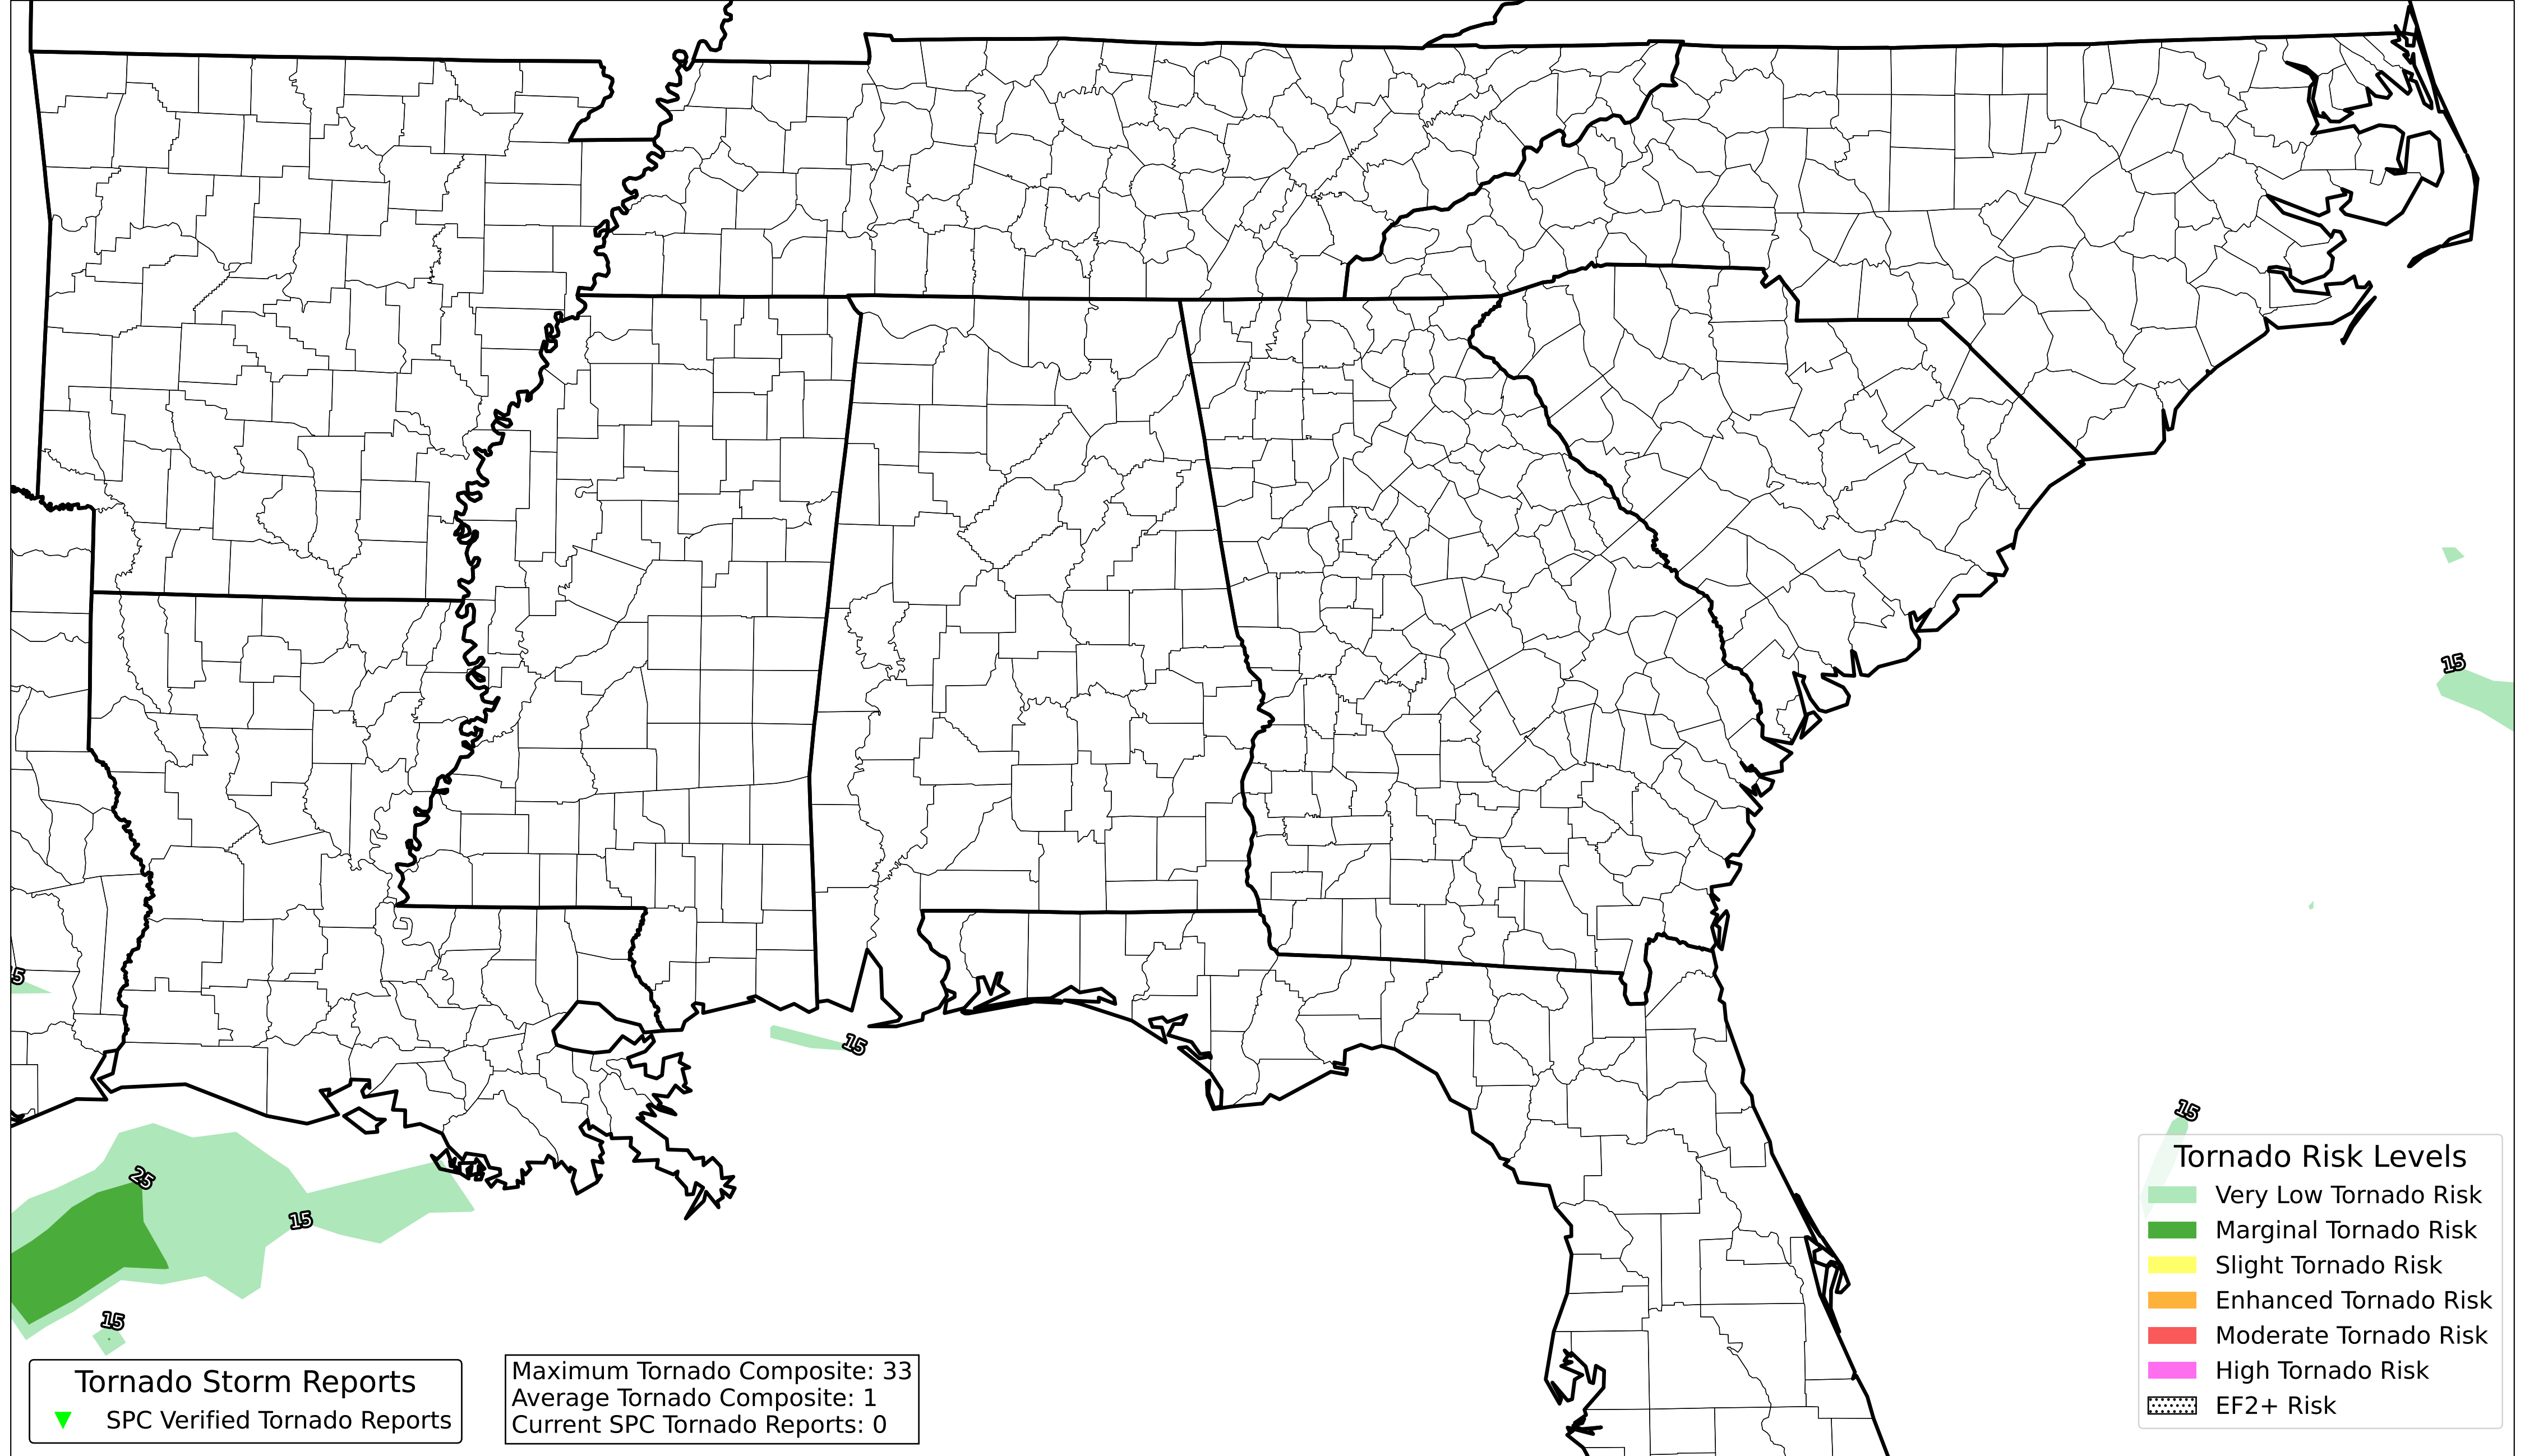 15
5
15
15
25
15
15
Tornado Risk Levels
Very Low Tornado Risk
Marginal Tornado Risk
Slight Tornado Risk
Enhanced Tornado Risk
Moderate Tornado Risk
High Tornado Risk
EF2+ Risk
Tornado Storm Reports
SPC Verified Tornado Reports
Maximum Tornado Composite: 33
Average Tornado Composite: 1
Current SPC Tornado Reports: 0